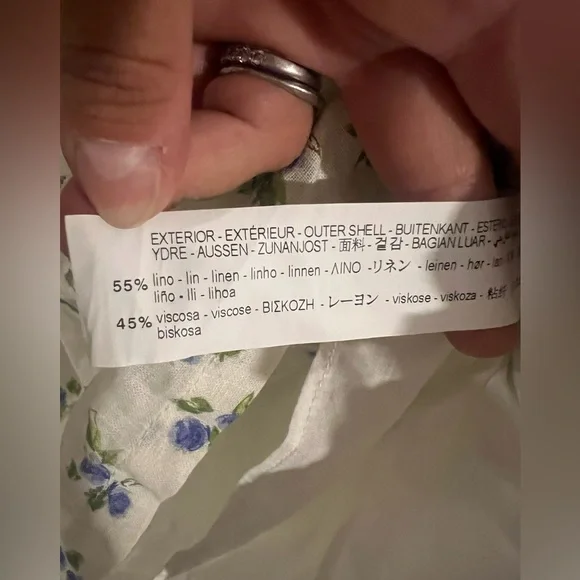 EXTERIOR - EXTÉRIEUR - OUTER SHELL - BUITENKANT -
YDRE - AUSSEN - ZUNANJOST - 面料 - 겉감 - BAGIAN LUAR -
55% lino - lin - linen - linho - linnen - ΛΙΝΟ - リネン - leinen - hør -
liño - lli - lihoa
45% viscosa - viscose - ΒΙΣΚΟΖΗ - レーヨン - viskose - viskoza -
biskosa